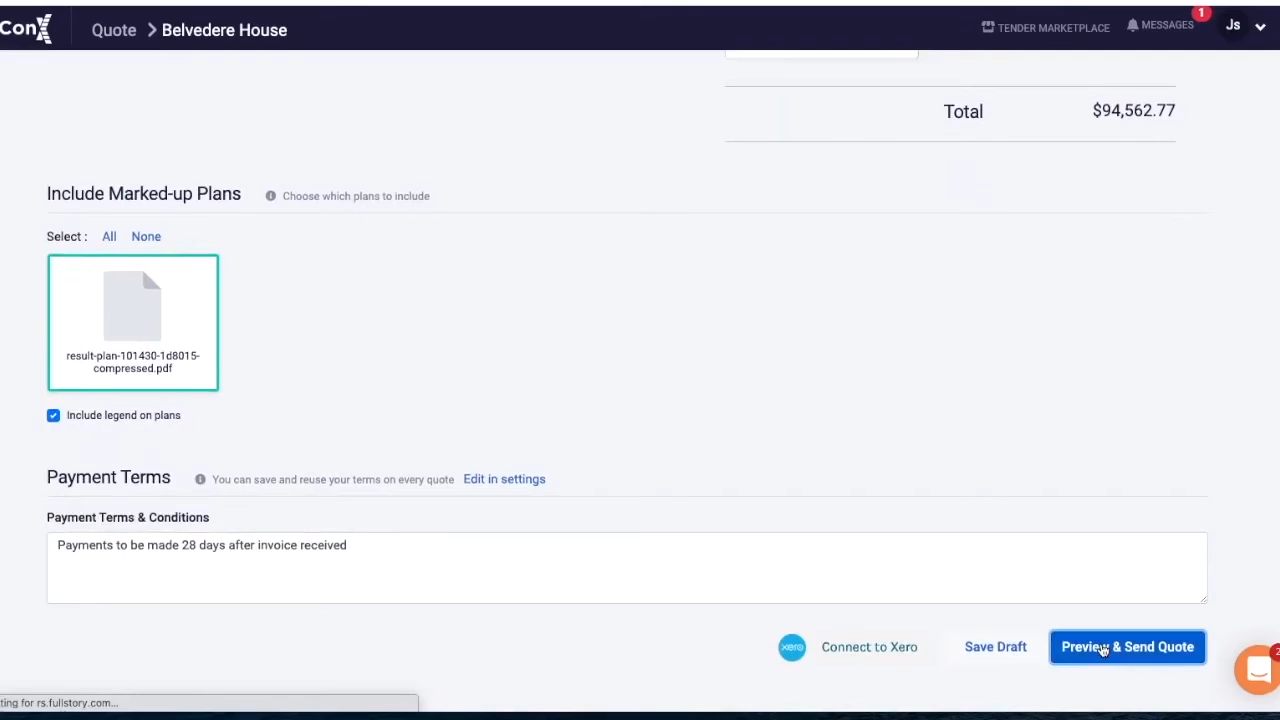 ConX
Quote > Belvedere House
TENDER MARKETPLACE
MESSAGES
1
Js
Total $94,562.77
Include Marked-up Plans
Choose which plans to include
Select : All None
result-plan-101430-1d8015-
compressed.pdf
Include legend on plans
Payment Terms
You can save and reuse your terms on every quote
Edit in settings
Payment Terms & Conditions
Payments to be made 28 days after invoice received
xero
Connect to Xero
Save Draft
Preview & Send Quote
2
ting for rs.fullstory.com...